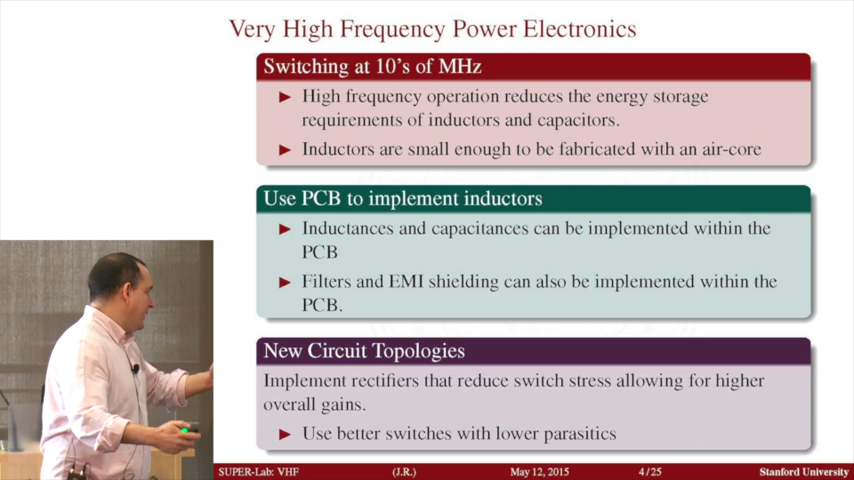 Very High Frequency Power Electronics
Switching at 10's of MHz
► High frequency operation reduces the energy storage
requirements of inductors and capacitors.
► Inductors are small enough to be fabricated with an air-core
Use PCB to implement inductors
► Inductances and capacitances can be implemented within the
PCB
► Filters and EMI shielding can also be implemented within the
PCB.
New Circuit Topologies
Implement rectifiers that reduce switch stress allowing for higher
overall gains.
► Use better switches with lower parasitics
SUPER-Lab: VHF (J.R.) May 12, 2015 4/25 Stanford University